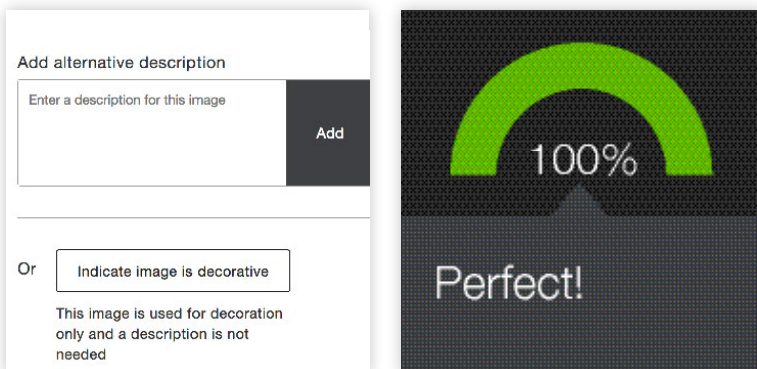 Add alternative description
Enter a description for this image
Add
Or
Indicate image is decorative
This image is used for decoration
only and a description is not
needed
100%
Perfect!